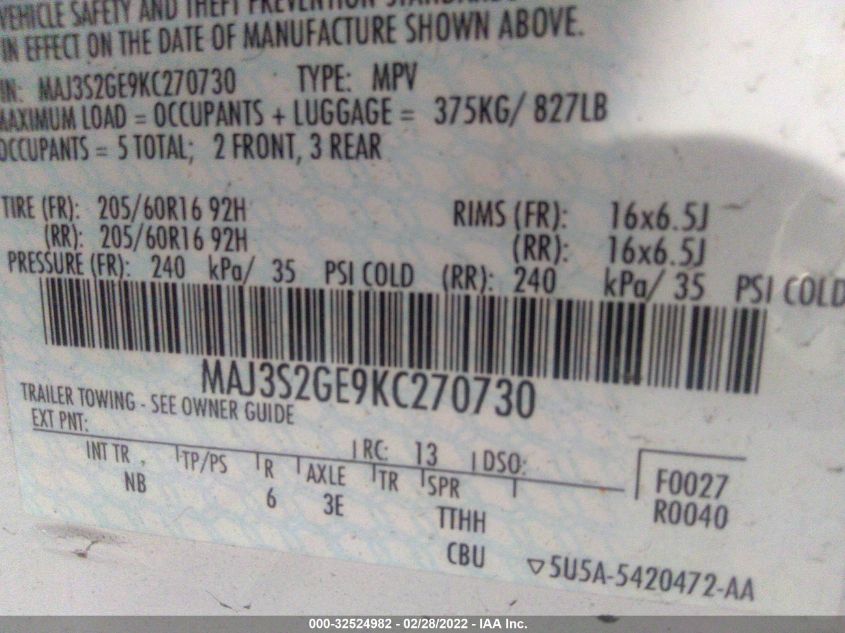 VEHICLE SAFETY AND THEFT PREVENTION STANDARDS
IN EFFECT ON THE DATE OF MANUFACTURE SHOWN ABOVE.
IN: MAJ3S2GE9KC270730 TYPE: MPV
MAXIMUM LOAD = OCCUPANTS + LUGGAGE = 375KG/ 827LB
OCCUPANTS = 5 TOTAL; 2 FRONT, 3 REAR
TIRE (FR): 205/60R16 92H RIMS (FR): 16x6.5J
(RR): 205/60R16 92H (RR): 16x6.5J
PRESSURE (FR): 240 kPa/ 35 PSI COLD (RR): 240 kPa/ 35 PSI COLD
MAJ3S2GE9KC270730
TRAILER TOWING - SEE OWNER GUIDE
EXT PNT: RC: 13 DSO:
INT TR TP/PS R AXLE TR SPR F0027
NB 6 3E TTHH R0040
CBU ▽5U5A-5420472-AA
000-32524982 - 02/28/2022 - IAA Inc.